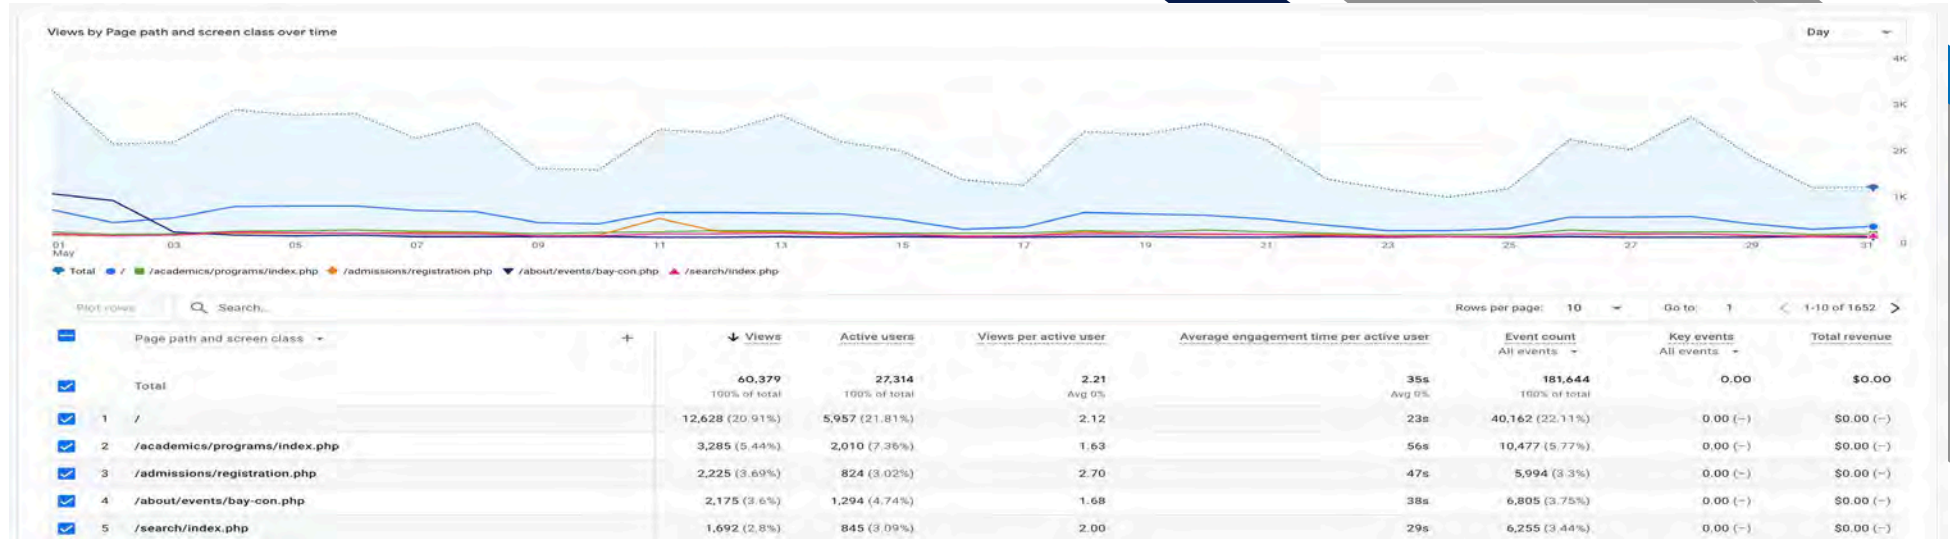 Views by Page path and screen class over time
Day
4K
3K
2K
1K
0
01 03 05 07 09 11 13 15 17 19 21 23 25 27 29 31
May
Total / /academics/programs/index.php /admissions/registration.php /about/events/bay-con.php /search/index.php
Plot rows Search... Rows per page: 10 Go to: 1 < 1-10 of 1652 >
Page path and screen class + ↓ Views Active users Views per active user Average engagement time per active user Event count Key events Total revenue
All events All events
Total 60,379 27,314 2.21 35s 181,644 0.00 $0.00
100% of total 100% of total Avg 0% Avg 0% 100% of total
1 / 12,628 (20.91%) 5,957 (21.81%) 2.12 23s 40,162 (22.11%) 0.00 (–) $0.00 (–)
2 /academics/programs/index.php 3,285 (5.44%) 2,010 (7.36%) 1.63 56s 10,477 (5.77%) 0.00 (–) $0.00 (–)
3 /admissions/registration.php 2,225 (3.69%) 824 (3.02%) 2.70 47s 5,994 (3.3%) 0.00 (–) $0.00 (–)
4 /about/events/bay-con.php 2,175 (3.6%) 1,294 (4.74%) 1.68 38s 6,805 (3.75%) 0.00 (–) $0.00 (–)
5 /search/index.php 1,692 (2.8%) 845 (3.09%) 2.00 29s 6,255 (3.44%) 0.00 (–) $0.00 (–)